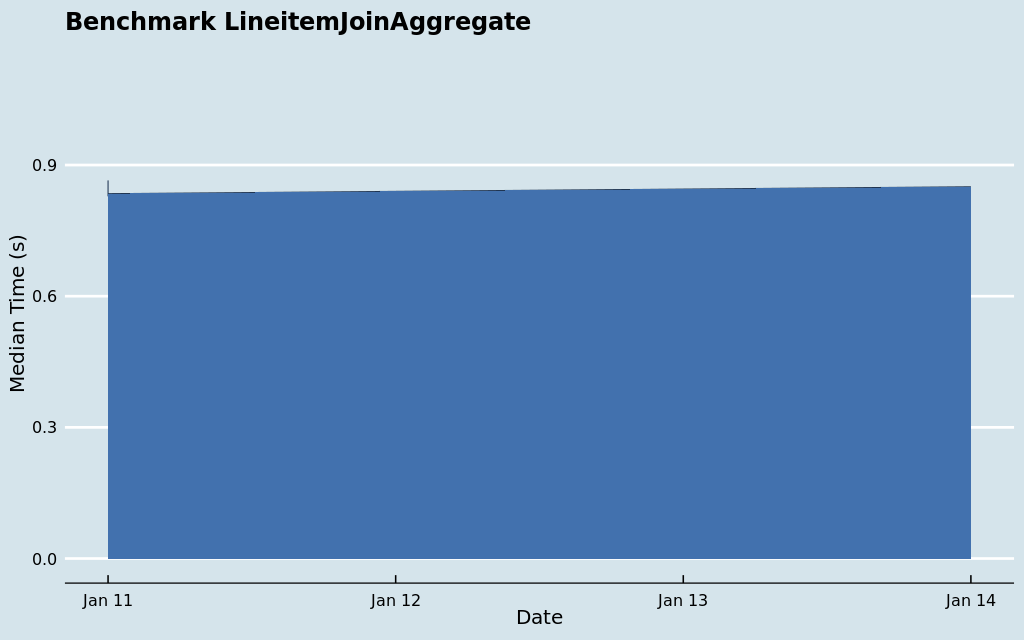 Benchmark LineitemJoinAggregate
0.9
0.6
0.3
0.0
Median Time (s)
Jan 11
Jan 12
Jan 13
Jan 14
Date